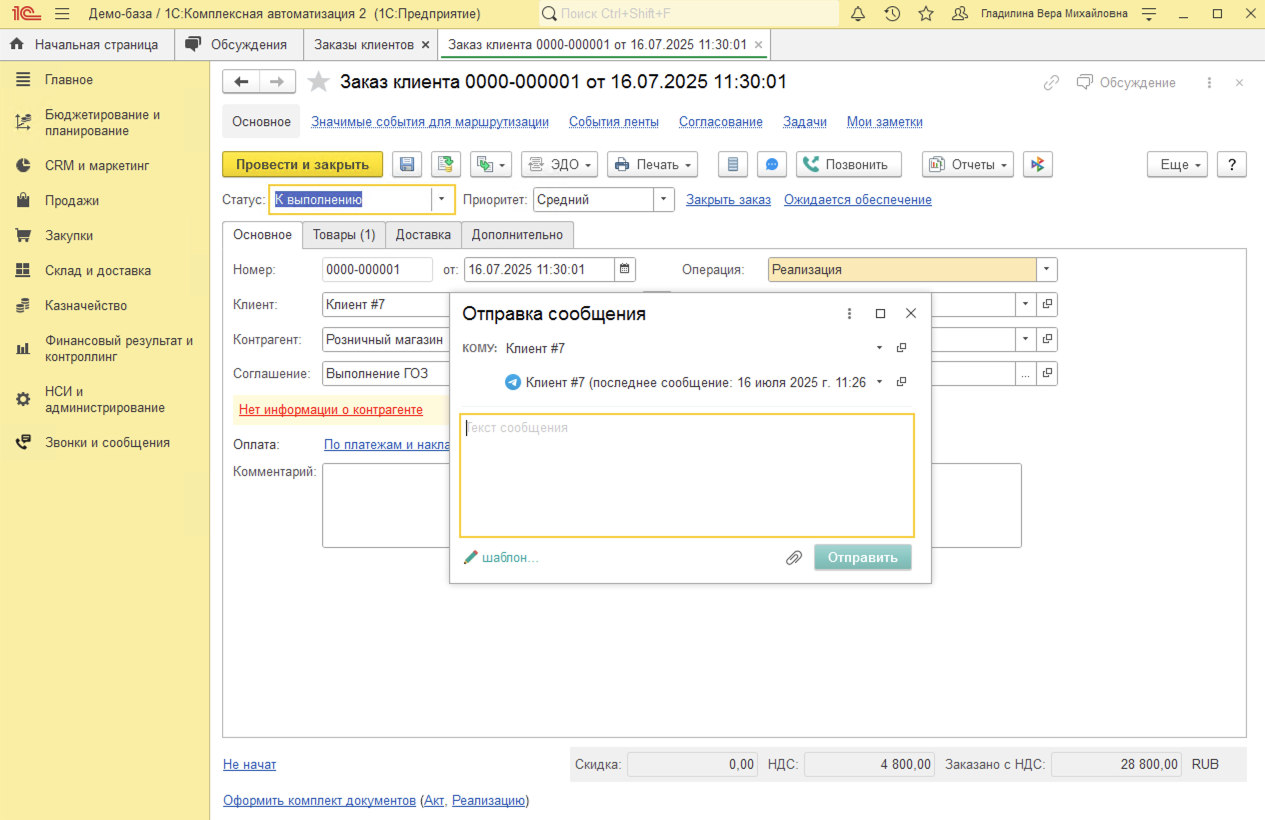 1С Демо-база / 1С:Комплексная автоматизация 2 (1С:Предприятие) Поиск Ctrl+Shift+F Гладилина Вера Михайловна
Начальная страница Обсуждения Заказы клиентов × Заказ клиента 0000-000001 от 16.07.2025 11:30:01 ×
Главное
Бюджетирование и
планирование
CRM и маркетинг
Продажи
Закупки
Склад и доставка
Казначейство
Финансовый результат и
контроллинг
НСИ и
администрирование
Звонки и сообщения
Заказ клиента 0000-000001 от 16.07.2025 11:30:01 Обсуждение
Основное Значимые события для маршрутизации События ленты Согласование Задачи Мои заметки
Провести и закрыть ЭДО Печать Позвонить Отчеты Еще ?
Статус: К выполнению Приоритет: Средний Закрыть заказ Ожидается обеспечение
Основное Товары (1) Доставка Дополнительно
Номер: 0000-000001 от: 16.07.2025 11:30:01 Операция: Реализация
Клиент: Клиент #7
Контрагент: Розничный магазин
Соглашение: Выполнение ГОЗ ...
Нет информации о контрагенте
Оплата: По платежам и накла
Комментарий:
Отправка сообщения
КОМУ: Клиент #7
Клиент #7 (последнее сообщение: 16 июля 2025 г. 11:26
Текст сообщения
шаблон... Отправить
Не начат Скидка: 0,00 НДС: 4 800,00 Заказано с НДС: 28 800,00 RUB
Оформить комплект документов (Акт, Реализацию)